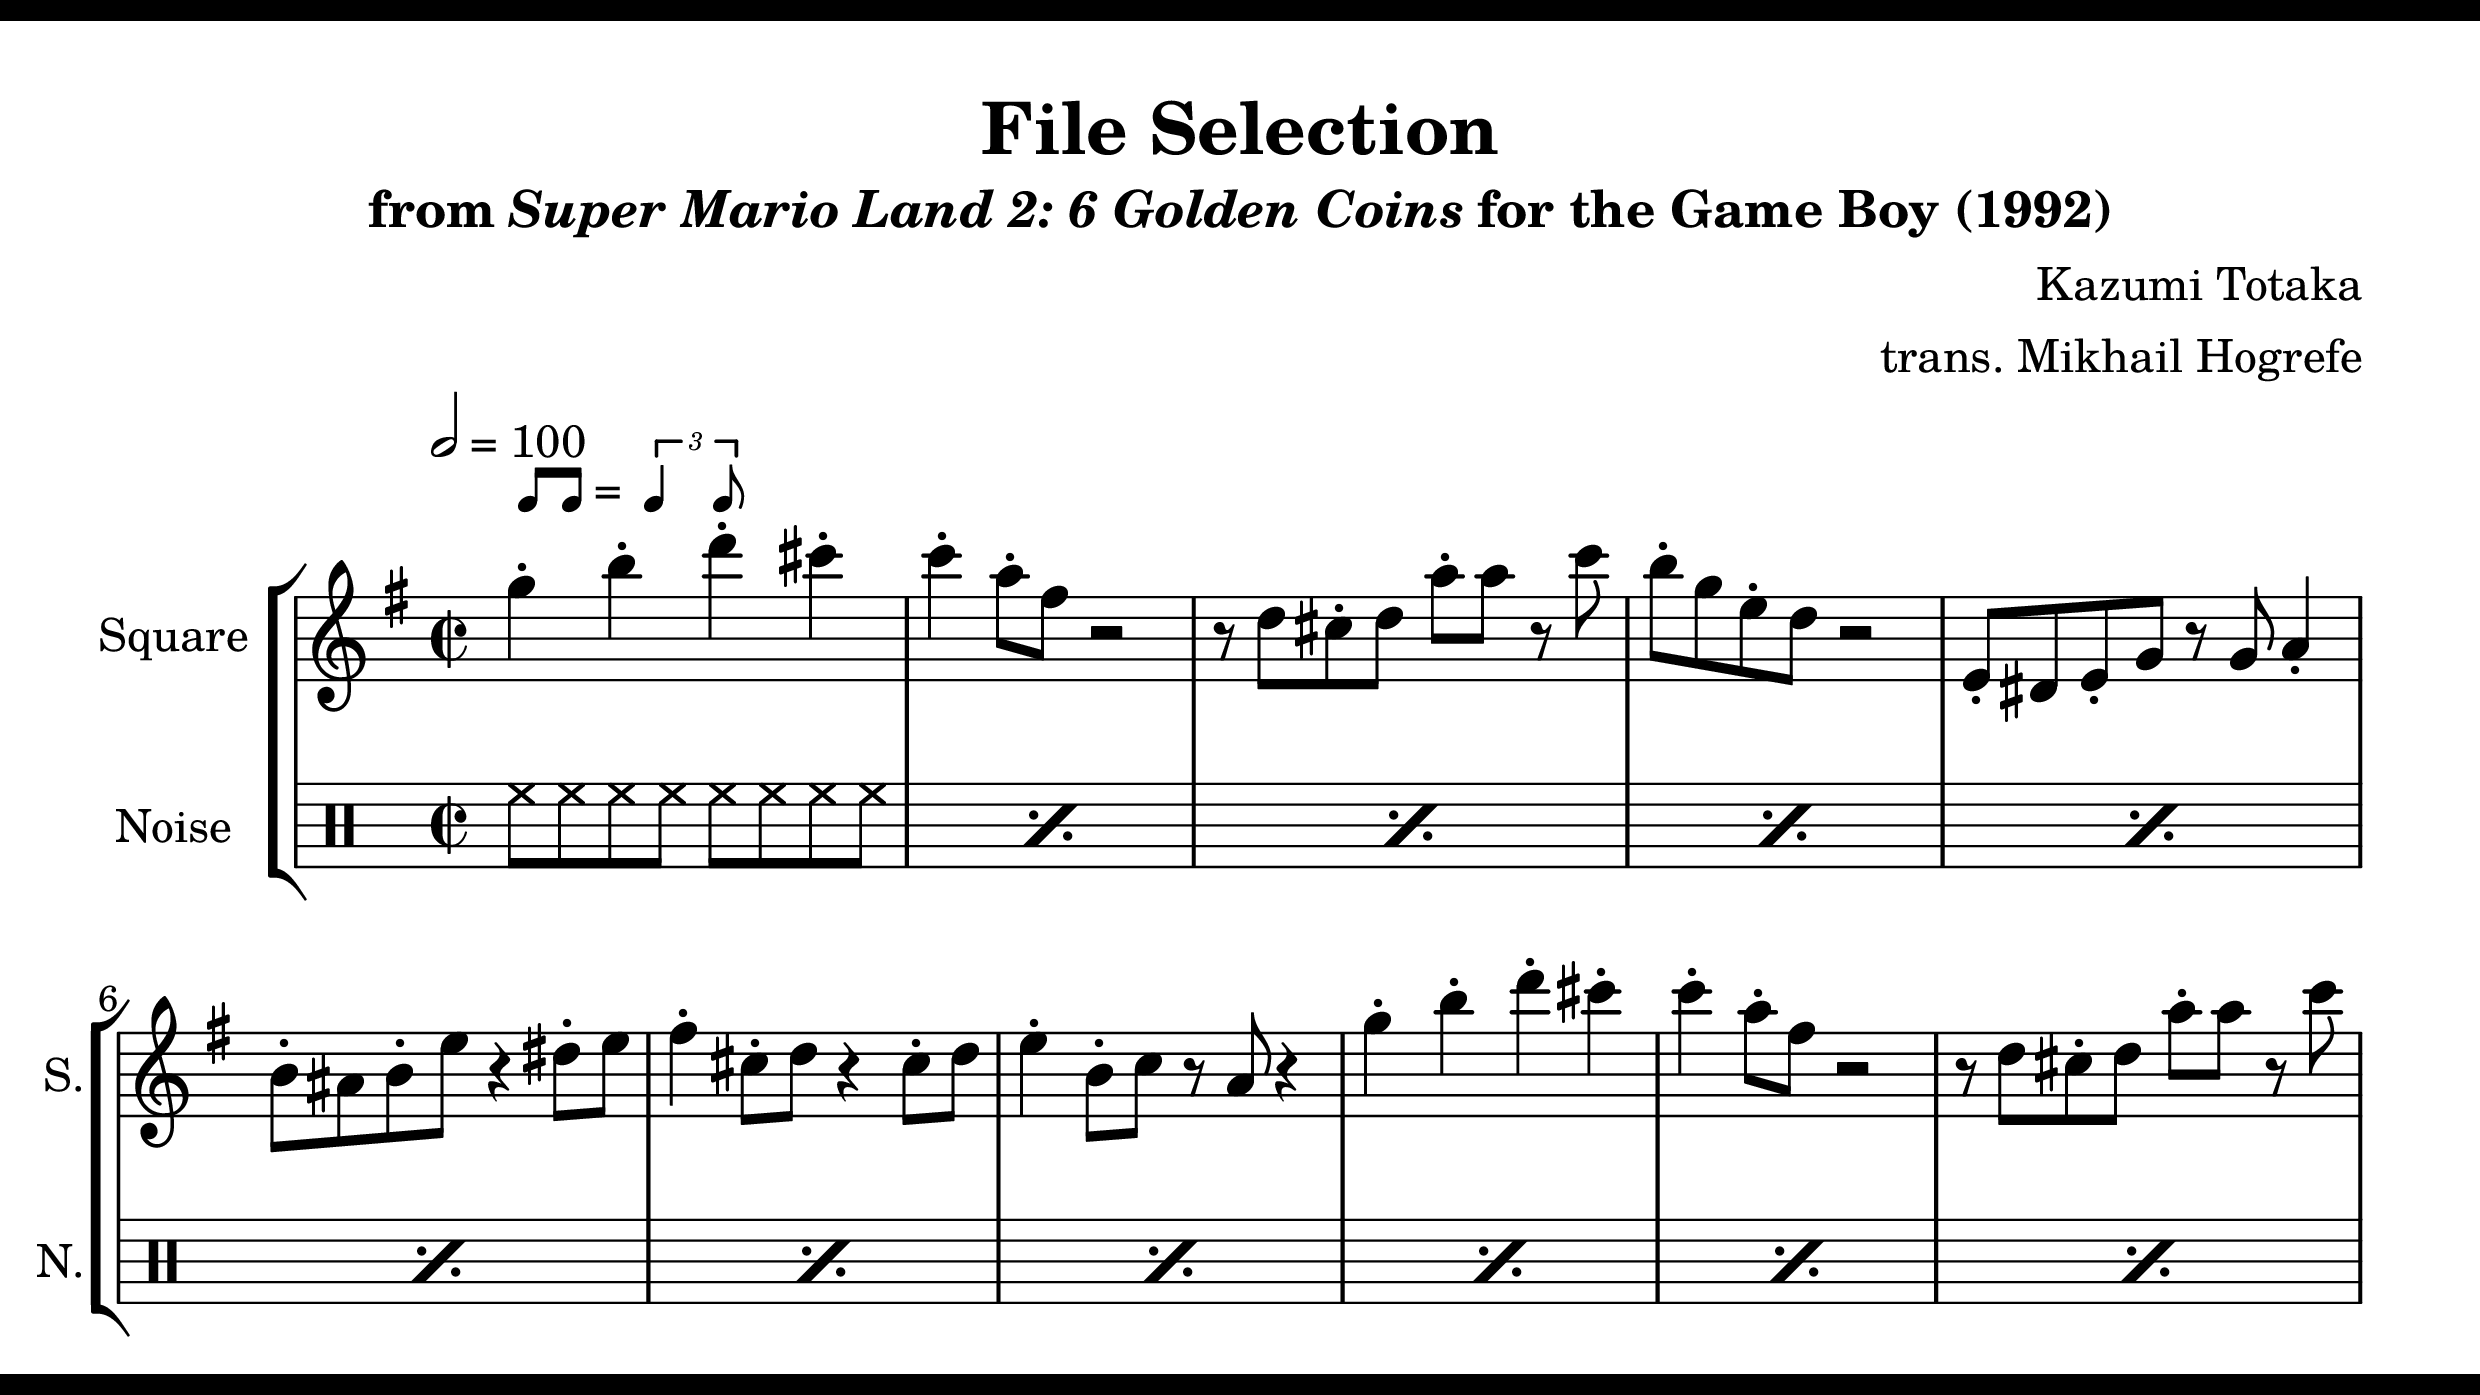 File Selection
from Super Mario Land 2: 6 Golden Coins for the Game Boy (1992)
Kazumi Totaka
trans. Mikhail Hogrefe
= 100
= 3
Square
Noise
6
S.
N.